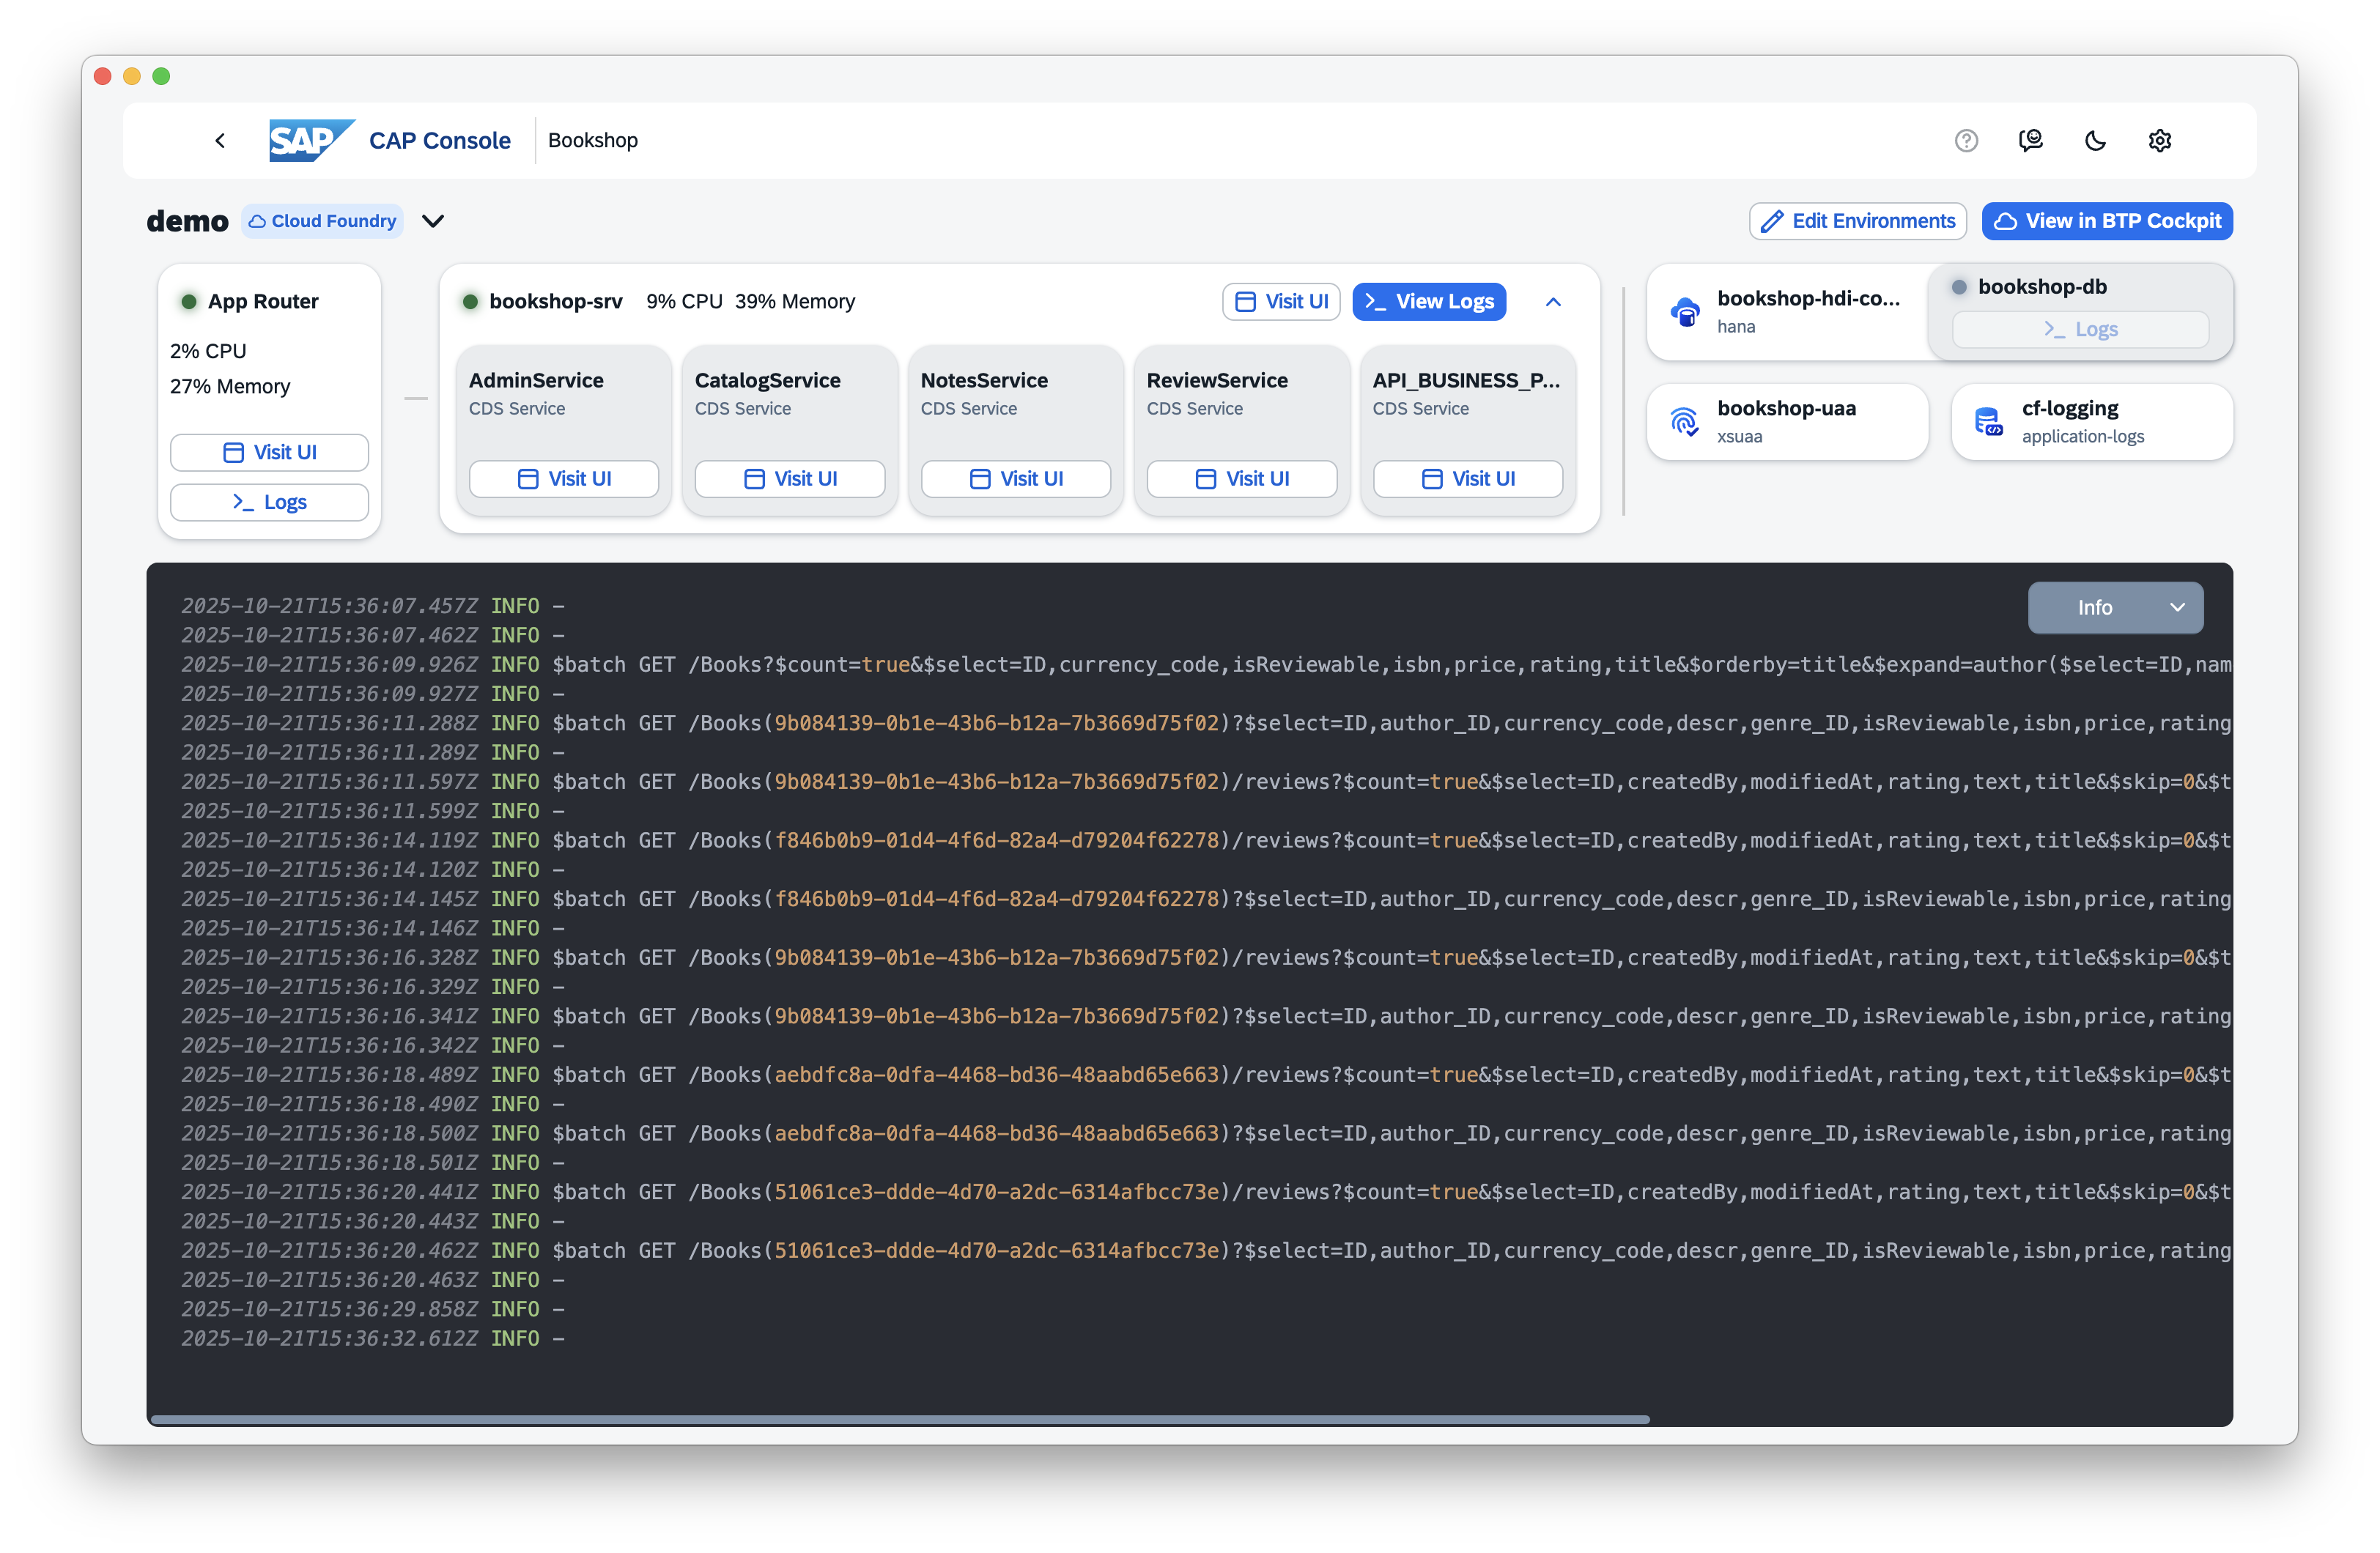 SAP CAP Console Bookshop
demo Cloud Foundry Edit Environments View in BTP Cockpit
App Router
2% CPU
27% Memory
Visit UI
>_ Logs
bookshop-srv 9% CPU 39% Memory Visit UI >_ View Logs
AdminService
CDS Service
Visit UI
CatalogService
CDS Service
Visit UI
NotesService
CDS Service
Visit UI
ReviewService
CDS Service
Visit UI
API_BUSINESS_P...
CDS Service
Visit UI
bookshop-hdi-co...
hana
bookshop-db
>_ Logs
bookshop-uaa
xsuaa
cf-logging
application-logs
Info
2025-10-21T15:36:07.457Z INFO -
2025-10-21T15:36:07.462Z INFO -
2025-10-21T15:36:09.926Z INFO $batch GET /Books?$count=true&$select=ID,currency_code,isReviewable,isbn,price,rating,title&$orderby=title&$expand=author($select=ID,nam
2025-10-21T15:36:09.927Z INFO -
2025-10-21T15:36:11.288Z INFO $batch GET /Books(9b084139-0b1e-43b6-b12a-7b3669d75f02)?$select=ID,author_ID,currency_code,descr,genre_ID,isReviewable,isbn,price,rating
2025-10-21T15:36:11.289Z INFO -
2025-10-21T15:36:11.597Z INFO $batch GET /Books(9b084139-0b1e-43b6-b12a-7b3669d75f02)/reviews?$count=true&$select=ID,createdBy,modifiedAt,rating,text,title&$skip=0&$t
2025-10-21T15:36:11.599Z INFO -
2025-10-21T15:36:14.119Z INFO $batch GET /Books(f846b0b9-01d4-4f6d-82a4-d79204f62278)/reviews?$count=true&$select=ID,createdBy,modifiedAt,rating,text,title&$skip=0&$t
2025-10-21T15:36:14.120Z INFO -
2025-10-21T15:36:14.145Z INFO $batch GET /Books(f846b0b9-01d4-4f6d-82a4-d79204f62278)?$select=ID,author_ID,currency_code,descr,genre_ID,isReviewable,isbn,price,rating
2025-10-21T15:36:14.146Z INFO -
2025-10-21T15:36:16.328Z INFO $batch GET /Books(9b084139-0b1e-43b6-b12a-7b3669d75f02)/reviews?$count=true&$select=ID,createdBy,modifiedAt,rating,text,title&$skip=0&$t
2025-10-21T15:36:16.329Z INFO -
2025-10-21T15:36:16.341Z INFO $batch GET /Books(9b084139-0b1e-43b6-b12a-7b3669d75f02)?$select=ID,author_ID,currency_code,descr,genre_ID,isReviewable,isbn,price,rating
2025-10-21T15:36:16.342Z INFO -
2025-10-21T15:36:18.489Z INFO $batch GET /Books(aebdfc8a-0dfa-4468-bd36-48aabd65e663)/reviews?$count=true&$select=ID,createdBy,modifiedAt,rating,text,title&$skip=0&$t
2025-10-21T15:36:18.490Z INFO -
2025-10-21T15:36:18.500Z INFO $batch GET /Books(aebdfc8a-0dfa-4468-bd36-48aabd65e663)?$select=ID,author_ID,currency_code,descr,genre_ID,isReviewable,isbn,price,rating
2025-10-21T15:36:18.501Z INFO -
2025-10-21T15:36:20.441Z INFO $batch GET /Books(51061ce3-ddde-4d70-a2dc-6314afbcc73e)/reviews?$count=true&$select=ID,createdBy,modifiedAt,rating,text,title&$skip=0&$t
2025-10-21T15:36:20.443Z INFO -
2025-10-21T15:36:20.462Z INFO $batch GET /Books(51061ce3-ddde-4d70-a2dc-6314afbcc73e)?$select=ID,author_ID,currency_code,descr,genre_ID,isReviewable,isbn,price,rating
2025-10-21T15:36:20.463Z INFO -
2025-10-21T15:36:29.858Z INFO -
2025-10-21T15:36:32.612Z INFO -